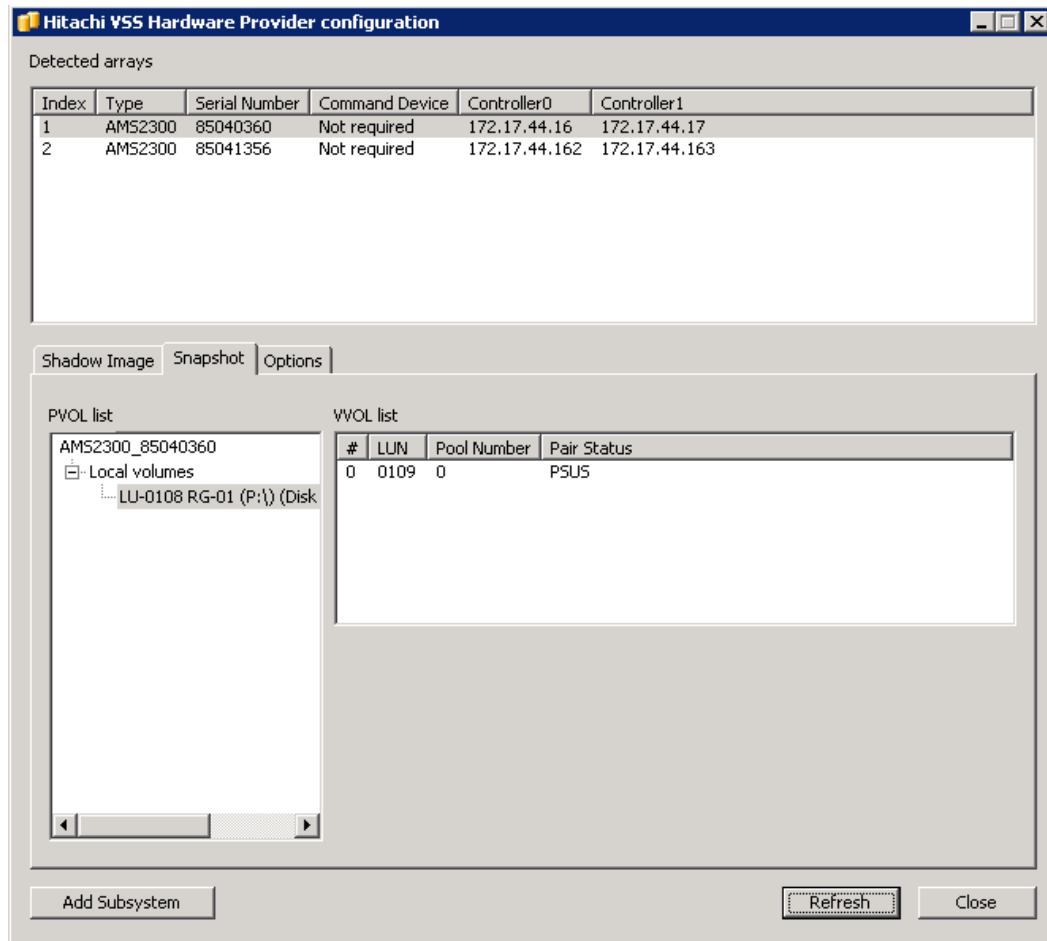 Hitachi VSS Hardware Provider configuration
Detected arrays
Index Type Serial Number Command Device Controller0 Controller1
1 AMS2300 85040360 Not required 172.17.44.16 172.17.44.17
2 AMS2300 85041356 Not required 172.17.44.162 172.17.44.163
Shadow Image Snapshot Options
PVOL list VVOL list
AMS2300_85040360 # LUN Pool Number Pair Status
Local volumes 0 0109 0 PSUS
LU-0108 RG-01 (P:\) (Disk
Add Subsystem Refresh Close